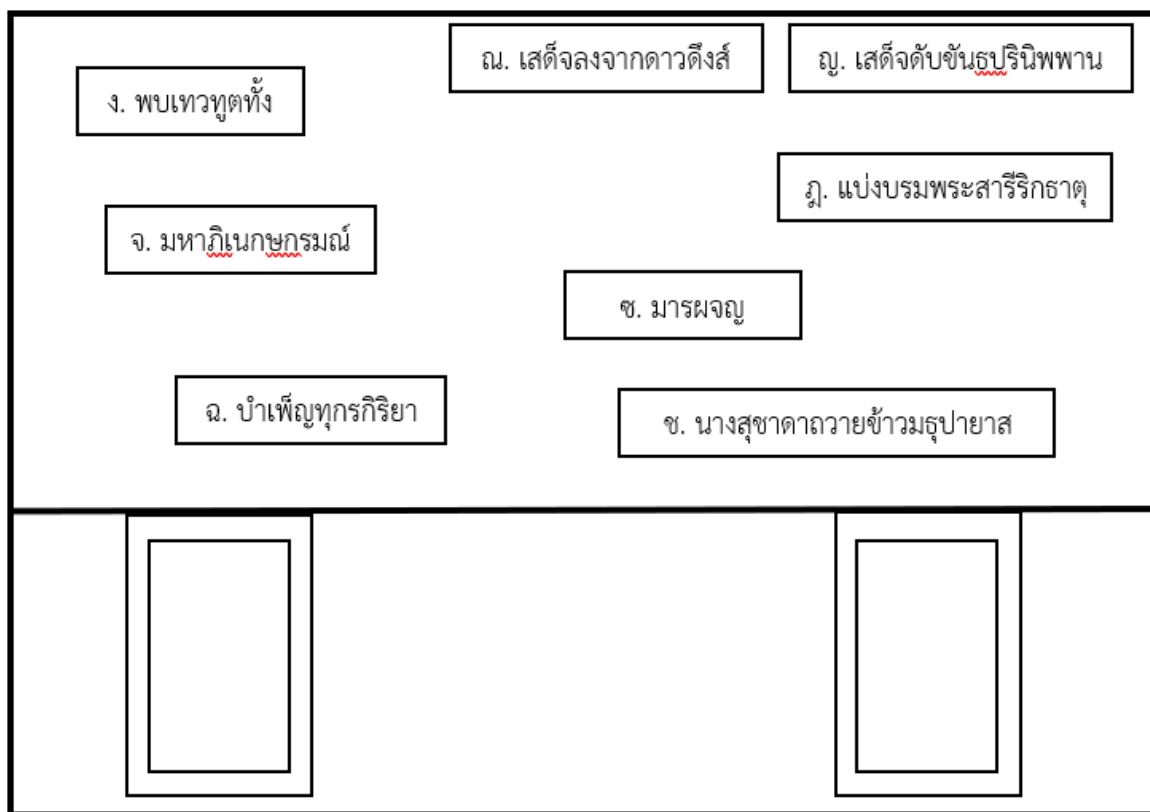 ณ. เสด็จลงจากดาวดึงส์
ญ. เสด็จดับขันธปรินิพพาน
ง. พบเทวทูตทั้ง
ฎ. แบ่งบรมพระสารีริกธาตุ
จ. มหาภิเนกษกรมณ์
ซ. มารผจญ
ฉ. บำเพ็ญทุกรกิริยา
ช. นางสุชาดาถวายข้าวมธุปายาส